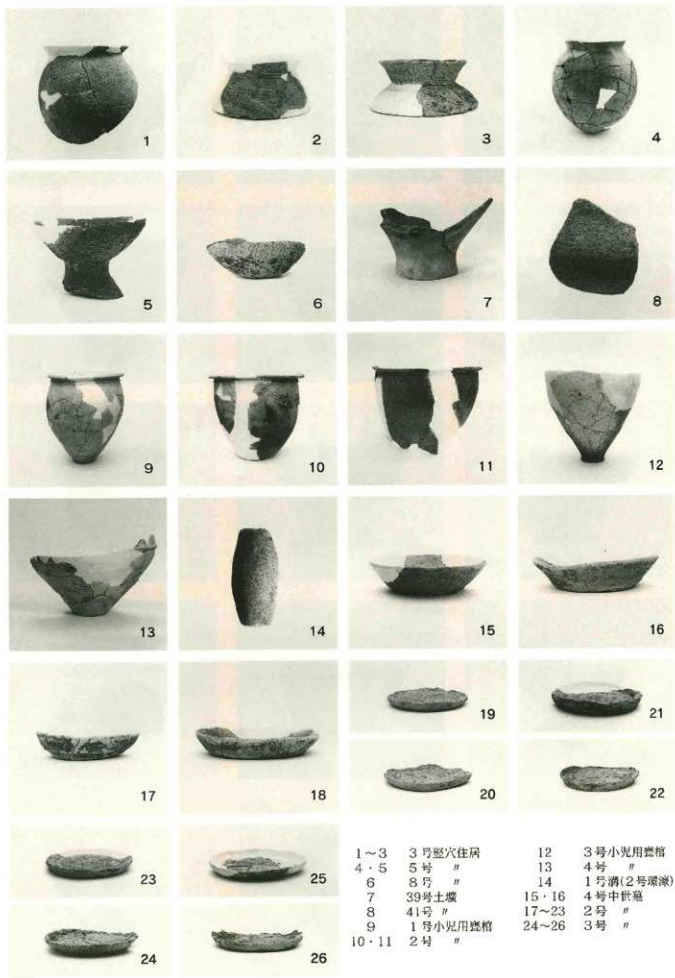 1
2
3
4
5
6
7
8
9
10
11
12
13
14
15
16
17
18
19
21
20
22
23
25
24
26
1～3 3号竪穴住居
4・5 5号 〃
6 8号 〃
7 39号土壙
8 41号 〃
9 1号小児用甕棺
10・11 2号 〃
12 3号小児用甕棺
13 4号 〃
14 1号溝(2号環濠)
15・16 4号中世墓
17～23 2号 〃
24～26 3号 〃